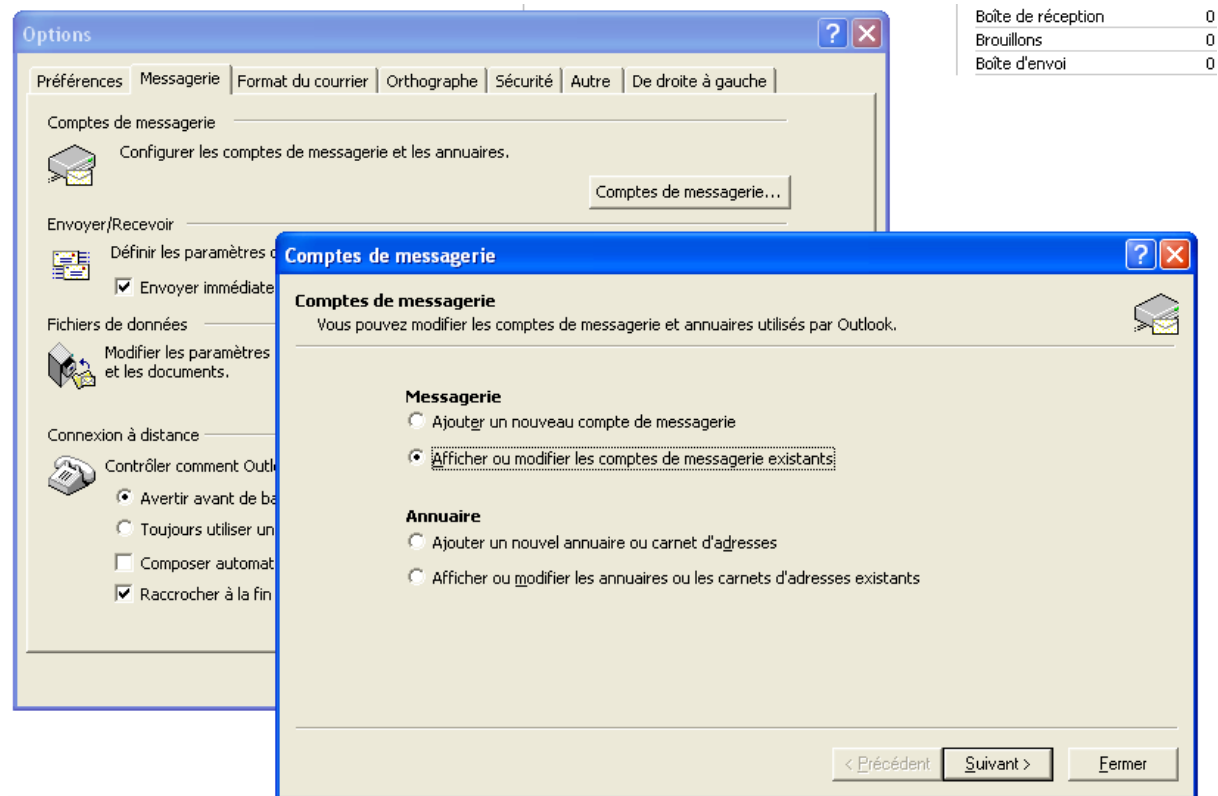 Options
Préférences Messagerie Format du courrier Orthographe Sécurité Autre De droite à gauche
Comptes de messagerie
Configurer les comptes de messagerie et les annuaires.
Comptes de messagerie...
Envoyer/Recevoir
Définir les paramètres
Envoyer
Fichiers de données
Modifier les paramètres
et les documents.
Connexion à distance
Contrôler comment
Avertir avant de
Toujours utiliser un
Composer
Raccrocher à la fin
Boîte de réception 0
Brouillons 0
Boîte d'envoi 0
Comptes de messagerie
Comptes de messagerie
Vous pouvez modifier les comptes de messagerie et annuaires utilisés par Outlook.
Messagerie
Ajouter un nouveau compte de messagerie
Afficher ou modifier les comptes de messagerie existants
Annuaire
Ajouter un nouvel annuaire ou carnet d'adresses
Afficher ou modifier les annuaires ou les carnets d'adresses existants
< Précédent Suivant > Fermer